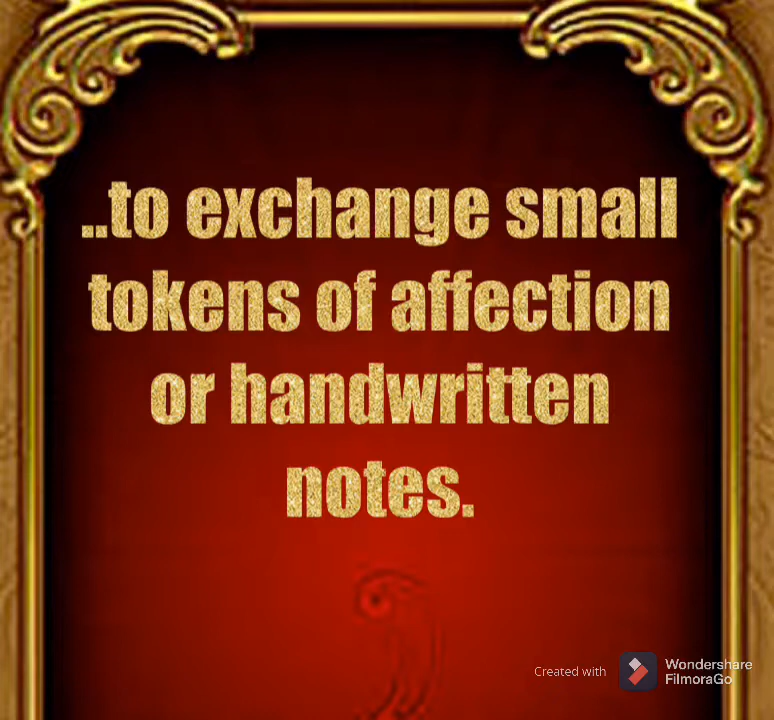 ..to exchange small
tokens of affection
or handwritten
notes.
Created with
Wondershare
FilmoraGo